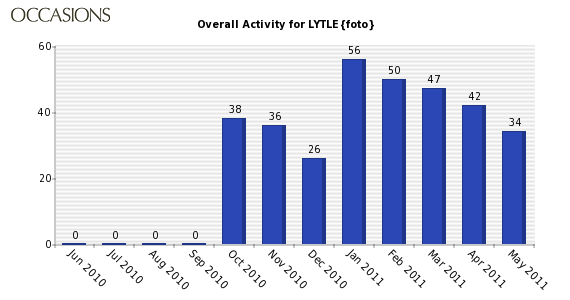 OCCASIONS
Overall Activity for LYTLE{foto}
60
40
20
0
0
0
0
0
38
36
26
56
50
47
42
34
Jun 2010
Jul 2010
Aug 2010
Sep 2010
Oct 2010
Nov 2010
Dec 2010
Jan 2011
Feb 2011
Mar 2011
Apr 2011
May 2011